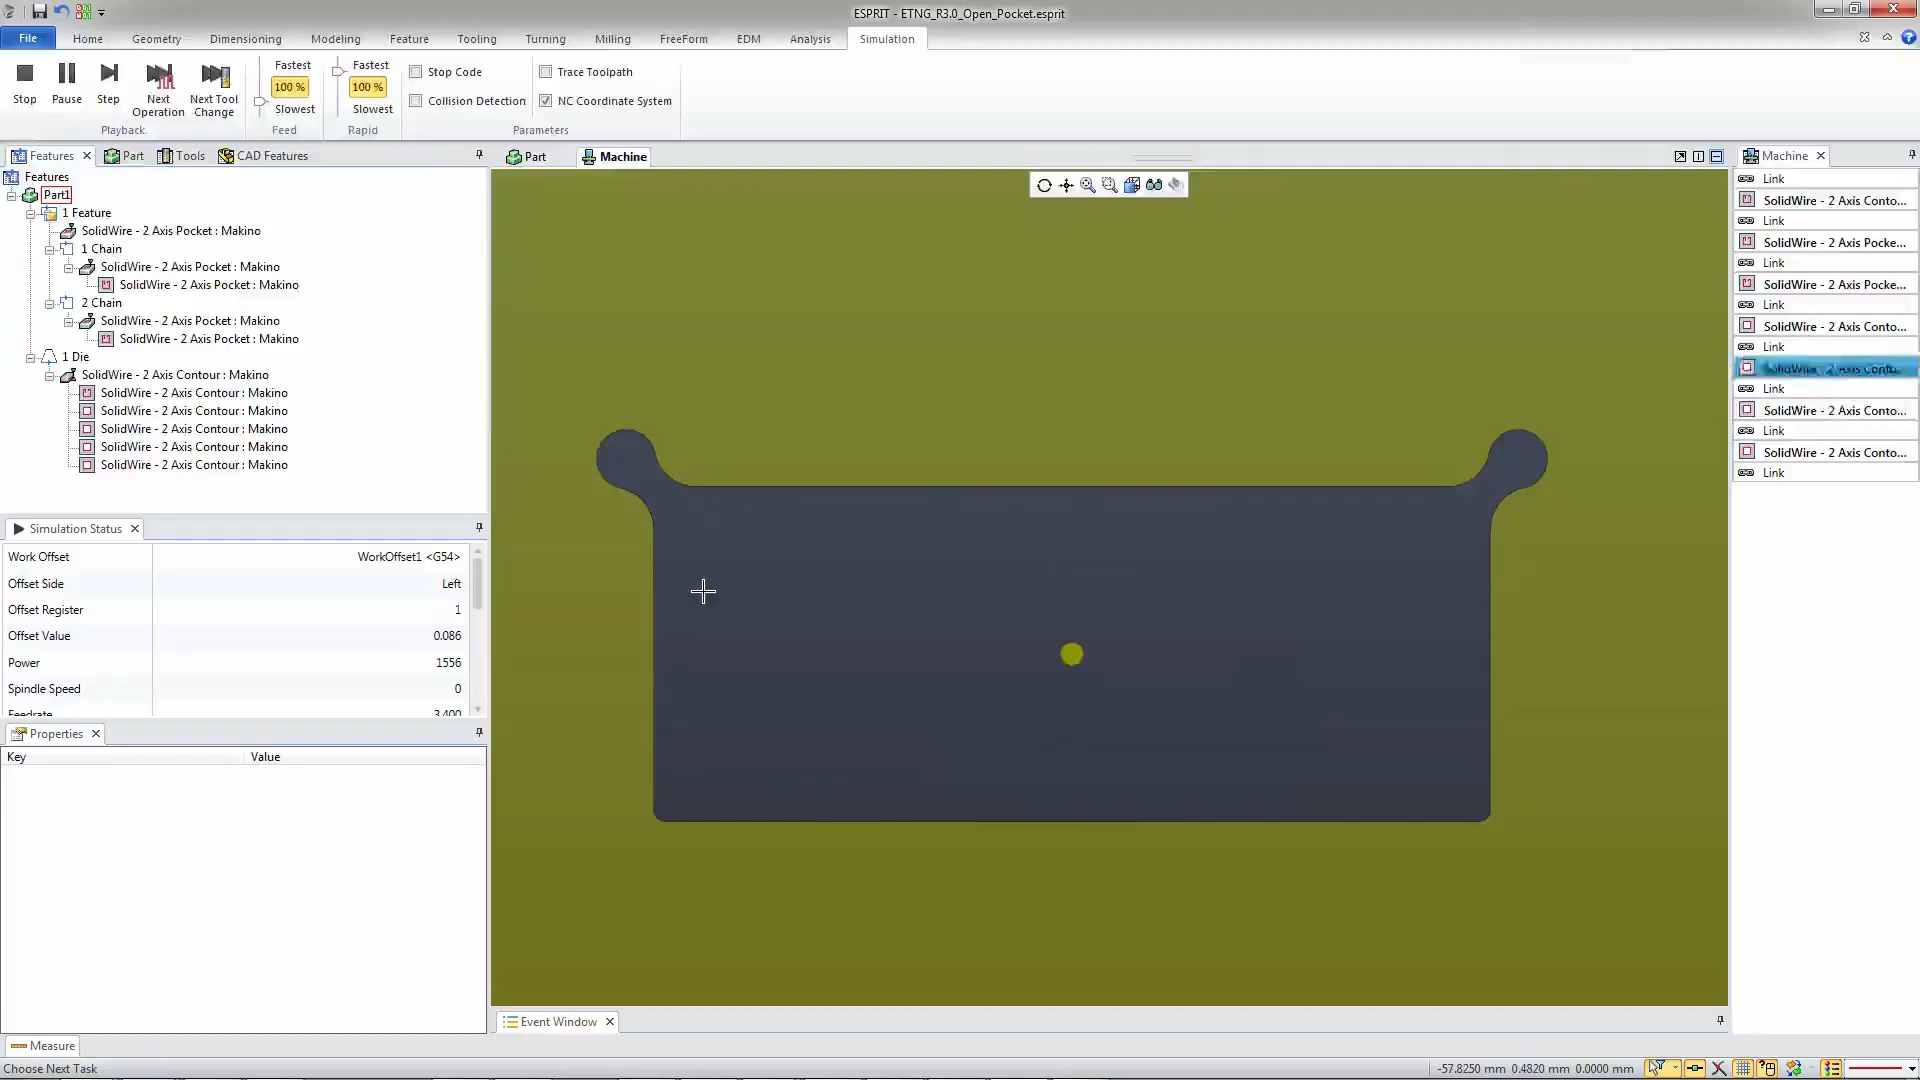 ESPRIT - ETNG_R3.0_Open_Pocket.esprit
File Home Geometry Dimensioning Modeling Feature Tooling Turning Milling FreeForm EDM Analysis Simulation
Stop
Pause
Step
Next Operation
Next Tool Change
Playback
Fastest
100 %
Slowest
Feed
Fastest
100 %
Slowest
Rapid
Stop Code
Collision Detection
Trace Toolpath
NC Coordinate System
Parameters
Features Part Tools CAD Features
Features
Part1
1 Feature
SolidWire - 2 Axis Pocket : Makino
1 Chain
SolidWire - 2 Axis Pocket : Makino
SolidWire - 2 Axis Pocket : Makino
2 Chain
SolidWire - 2 Axis Pocket : Makino
SolidWire - 2 Axis Pocket : Makino
1 Die
SolidWire - 2 Axis Contour : Makino
SolidWire - 2 Axis Contour : Makino
SolidWire - 2 Axis Contour : Makino
SolidWire - 2 Axis Contour : Makino
SolidWire - 2 Axis Contour : Makino
SolidWire - 2 Axis Contour : Makino
Simulation Status
Work Offset WorkOffset1 <G54>
Offset Side Left
Offset Register 1
Offset Value 0.086
Power 1556
Spindle Speed 0
Feedrate 3.400
Properties
Key Value
Part Machine
Event Window
Machine
Link
SolidWire - 2 Axis Conto...
Link
SolidWire - 2 Axis Pocke...
Link
SolidWire - 2 Axis Pocke...
Link
SolidWire - 2 Axis Conto...
Link
SolidWire - 2 Axis Conto...
Link
SolidWire - 2 Axis Conto...
Link
SolidWire - 2 Axis Conto...
Link
Measure
Choose Next Task
-57.8250 mm 0.4820 mm 0.0000 mm